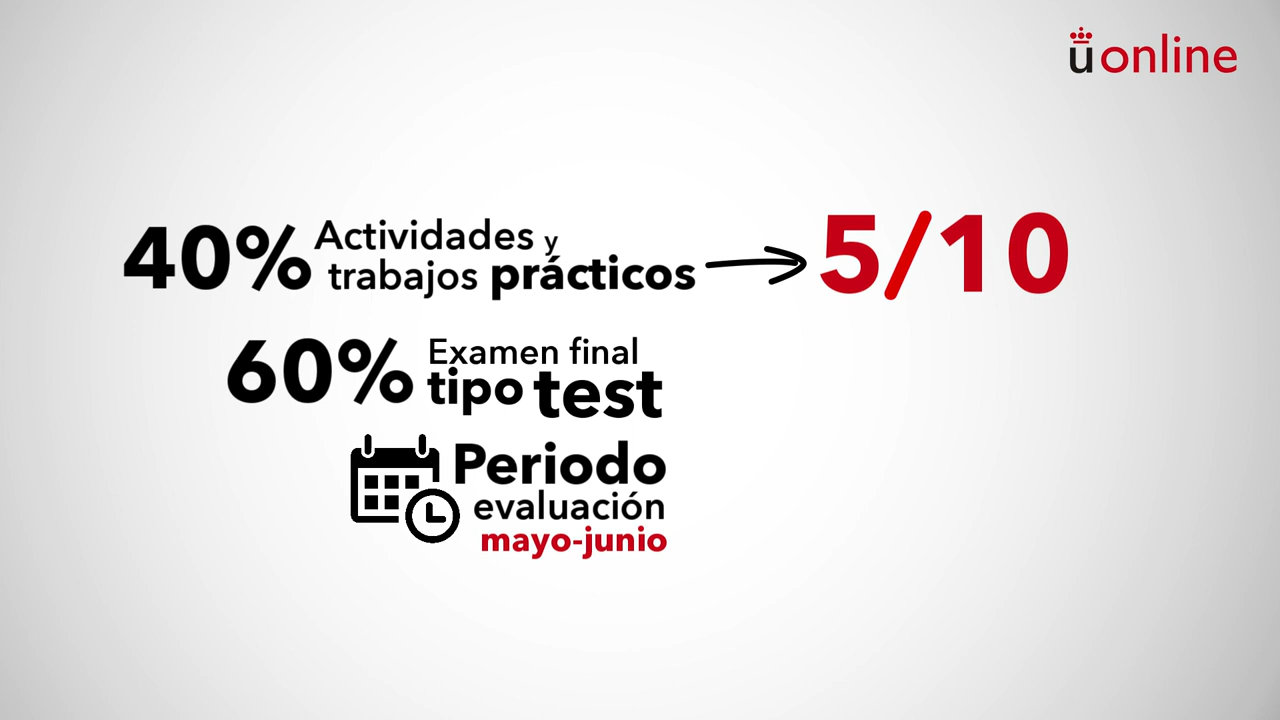 uonline
40% Actividades y
trabajos prácticos
5/10
60% Examen final
tipo test
Periodo
evaluación
mayo-junio